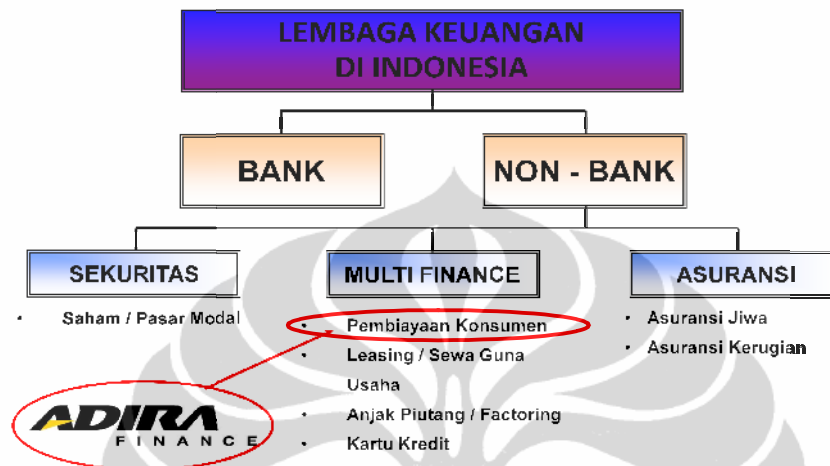 LEMBAGA KEUANGAN
DI INDONESIA
BANK
NON - BANK
SEKURITAS
MULTI FINANCE
ASURANSI
• Saham / Pasar Modal
• Pembiayaan Konsumen
• Leasing / Sewa Guna
Usaha
• Anjak Piutang / Factoring
• Kartu Kredit
• Asuransi Jiwa
• Asuransi Kerugian
ADIRA
FINANCE